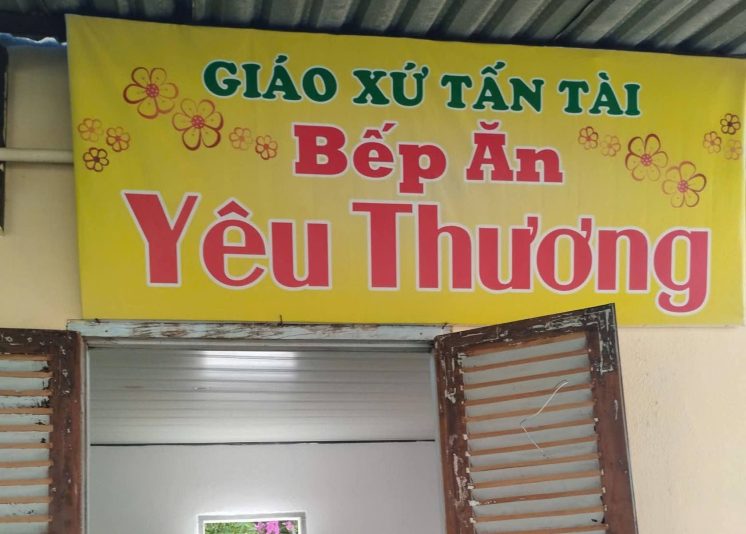 GIÁO XỨ TẤN TÀI
Bếp Ăn
Yêu Thương